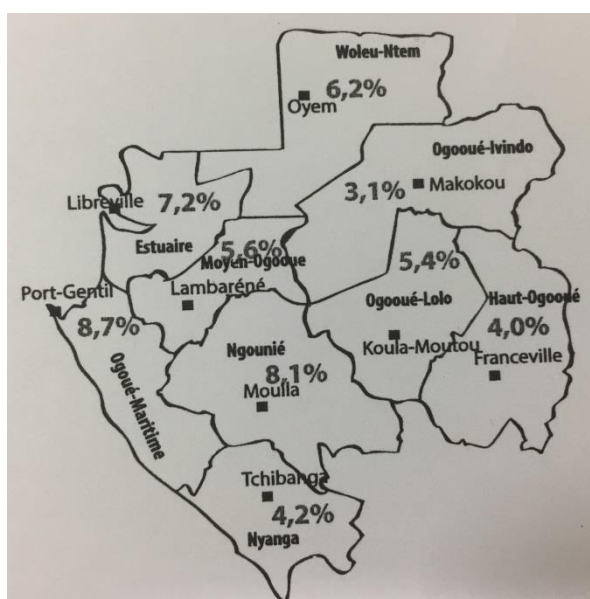 Woleu-Ntem
6,2%
Oyem
Ogooué-Ivindo
3,1%
Makokou
Libreville
7,2%
Estuaire
5,6%
Moyen-Ogooue
Lambaréné
5,4%
Ogooué-Lolo
Koula-Moutou
Haut-Ogooué
4,0%
Franceville
Port-Gentil
8,7%
Ogoué-Maritime
Ngounié
8,1%
Moulla
Tchibanga
4,2%
Nyanga